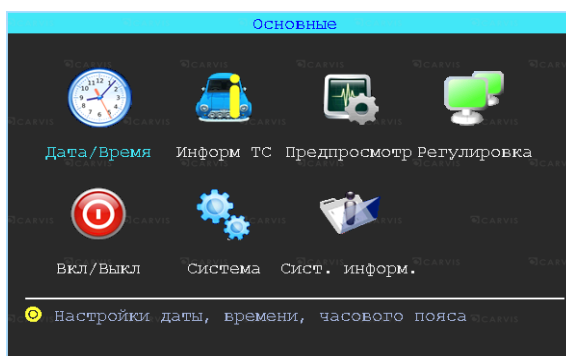 Основные
Дата/Время Информ ТС Предпросмотр Регулировка
Вкл/Выкл Система Сист. информ.
Настройки даты, времени, часового пояса